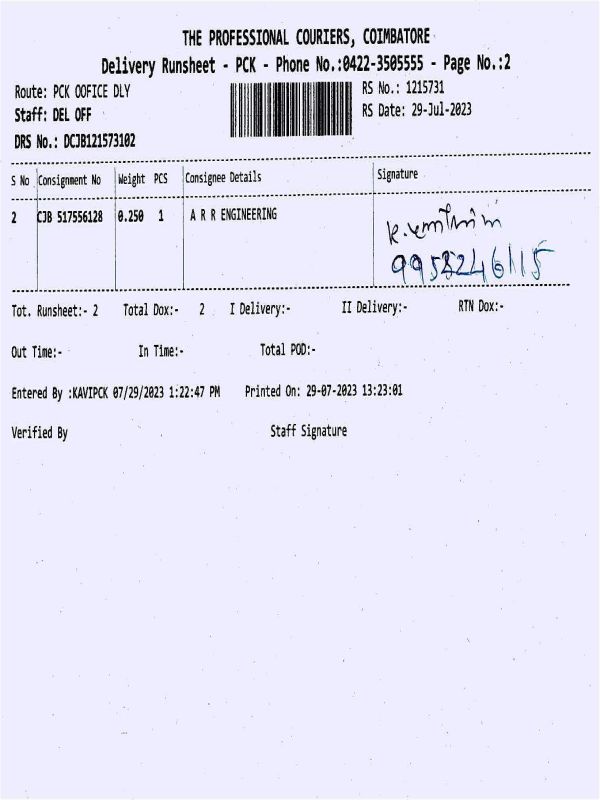 THE PROFESSIONAL COURIERS, COIMBATORE
Delivery Runsheet - PCK - Phone No.:0422-3505555 - Page No.:2
Route: PCK OOFICE DLY RS No.: 1215731
Staff: DEL OFF RS Date: 29-Jul-2023
DRS No.: DCJB121573102
S No Consignment No Weight PCS Consignee Details Signature
2 CJB 517556128 0.250 1 A R R ENGINEERING
Tot. Runsheet:- 2 Total Dox:- 2 I Delivery:- II Delivery:- RTN Dox:-
Out Time:- In Time:- Total POD:-
Entered By :KAVIPCK 07/29/2023 1:22:47 PM Printed On: 29-07-2023 13:23:01
Verified By Staff Signature